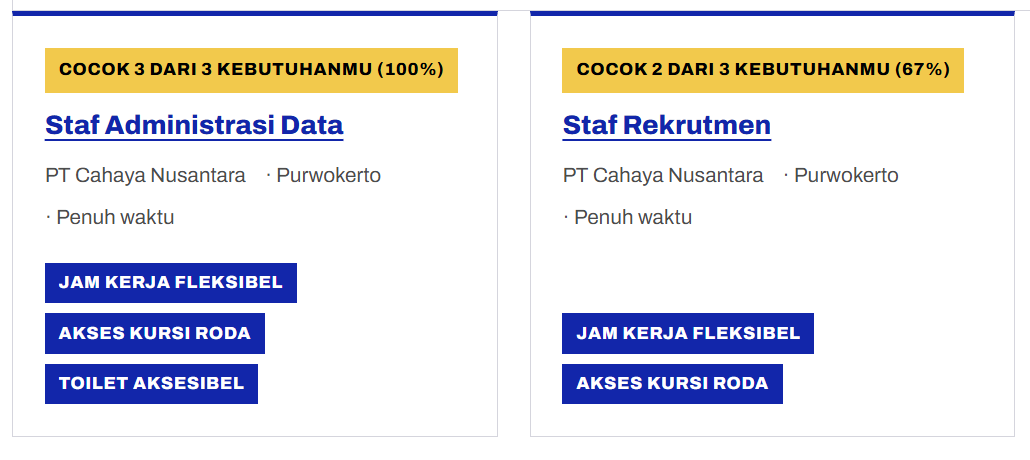 COCOK 3 DARI 3 KEBUTUHANMU (100%)
Staf Administrasi Data
PT Cahaya Nusantara · Purwokerto
· Penuh waktu
JAM KERJA FLEKSIBEL
AKSES KURSI RODA
TOILET AKSESIBEL
COCOK 2 DARI 3 KEBUTUHANMU (67%)
Staf Rekrutmen
PT Cahaya Nusantara · Purwokerto
· Penuh waktu
JAM KERJA FLEKSIBEL
AKSES KURSI RODA